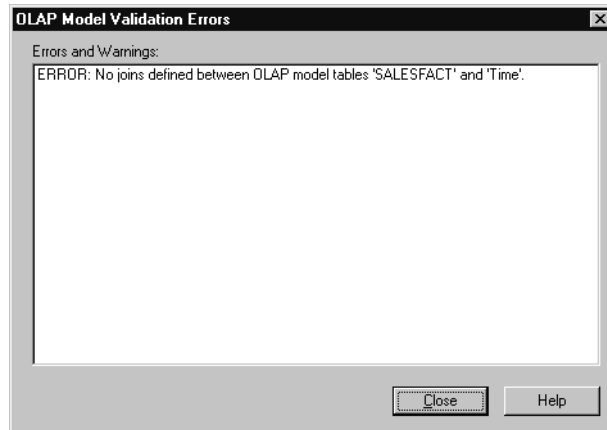 OLAP Model Validation Errors
Errors and Warnings:
ERROR: No joins defined between OLAP model tables 'SALESFACT' and 'Time'.
Close
Help